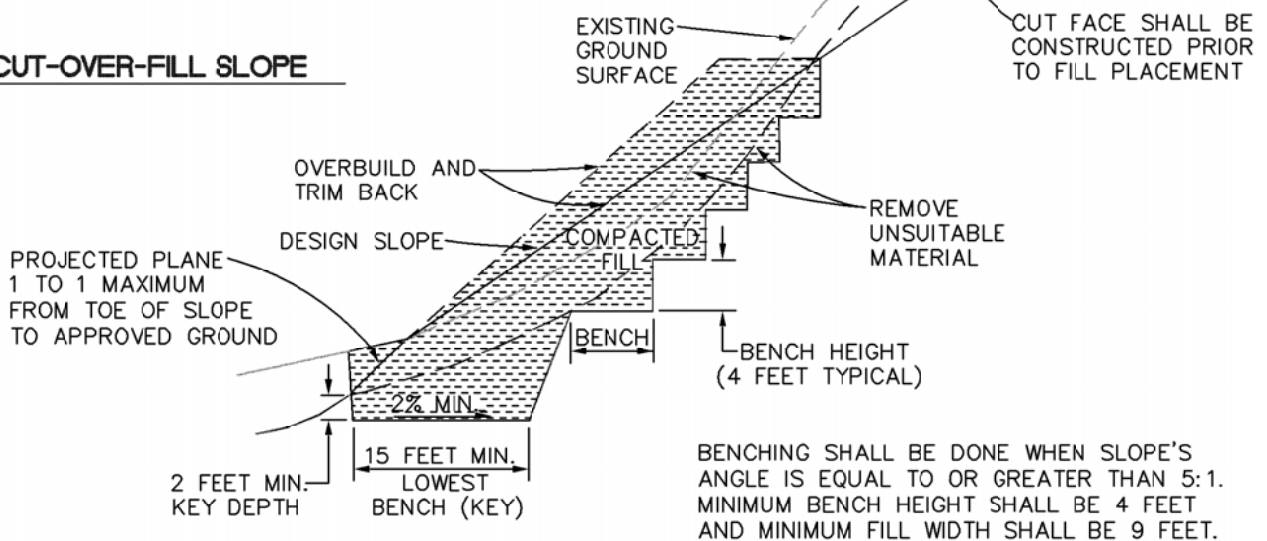 CUT-OVER-FILL SLOPE
EXISTING
GROUND
SURFACE
CUT FACE SHALL BE
CONSTRUCTED PRIOR
TO FILL PLACEMENT
OVERBUILD AND
TRIM BACK
DESIGN SLOPE
COMPACTED
FILL
REMOVE
UNSUITABLE
MATERIAL
PROJECTED PLANE
1 TO 1 MAXIMUM
FROM TOE OF SLOPE
TO APPROVED GROUND
BENCH
BENCH HEIGHT
(4 FEET TYPICAL)
2% MIN.
15 FEET MIN.
LOWEST
BENCH (KEY)
2 FEET MIN.
KEY DEPTH
BENCHING SHALL BE DONE WHEN SLOPE'S
ANGLE IS EQUAL TO OR GREATER THAN 5:1.
MINIMUM BENCH HEIGHT SHALL BE 4 FEET
AND MINIMUM FILL WIDTH SHALL BE 9 FEET.